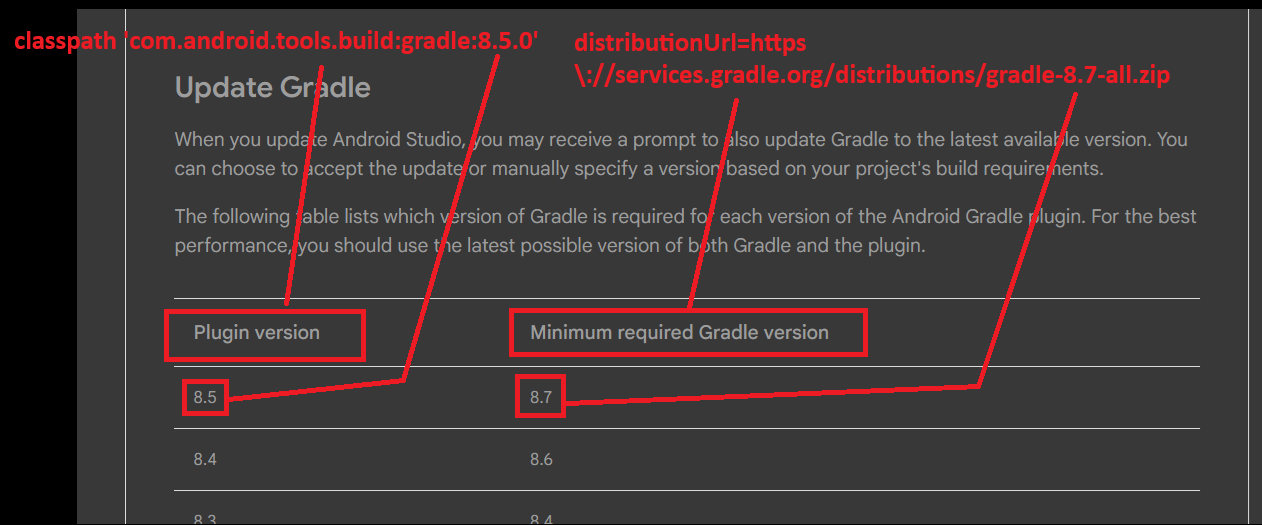 classpath 'com.android.tools.build:gradle:8.5.0'
distributionUrl=https
\://services.gradle.org/distributions/gradle-8.7-all.zip
Update Gradle
When you update Android Studio, you may receive a prompt to also update Gradle to the latest available version. You
can choose to accept the update or manually specify a version based on your project's build requirements.
The following table lists which version of Gradle is required for each version of the Android Gradle plugin. For the best
performance, you should use the latest possible version of both Gradle and the plugin.
Plugin version
Minimum required Gradle version
8.5
8.7
8.4
8.6
8.3
8.4